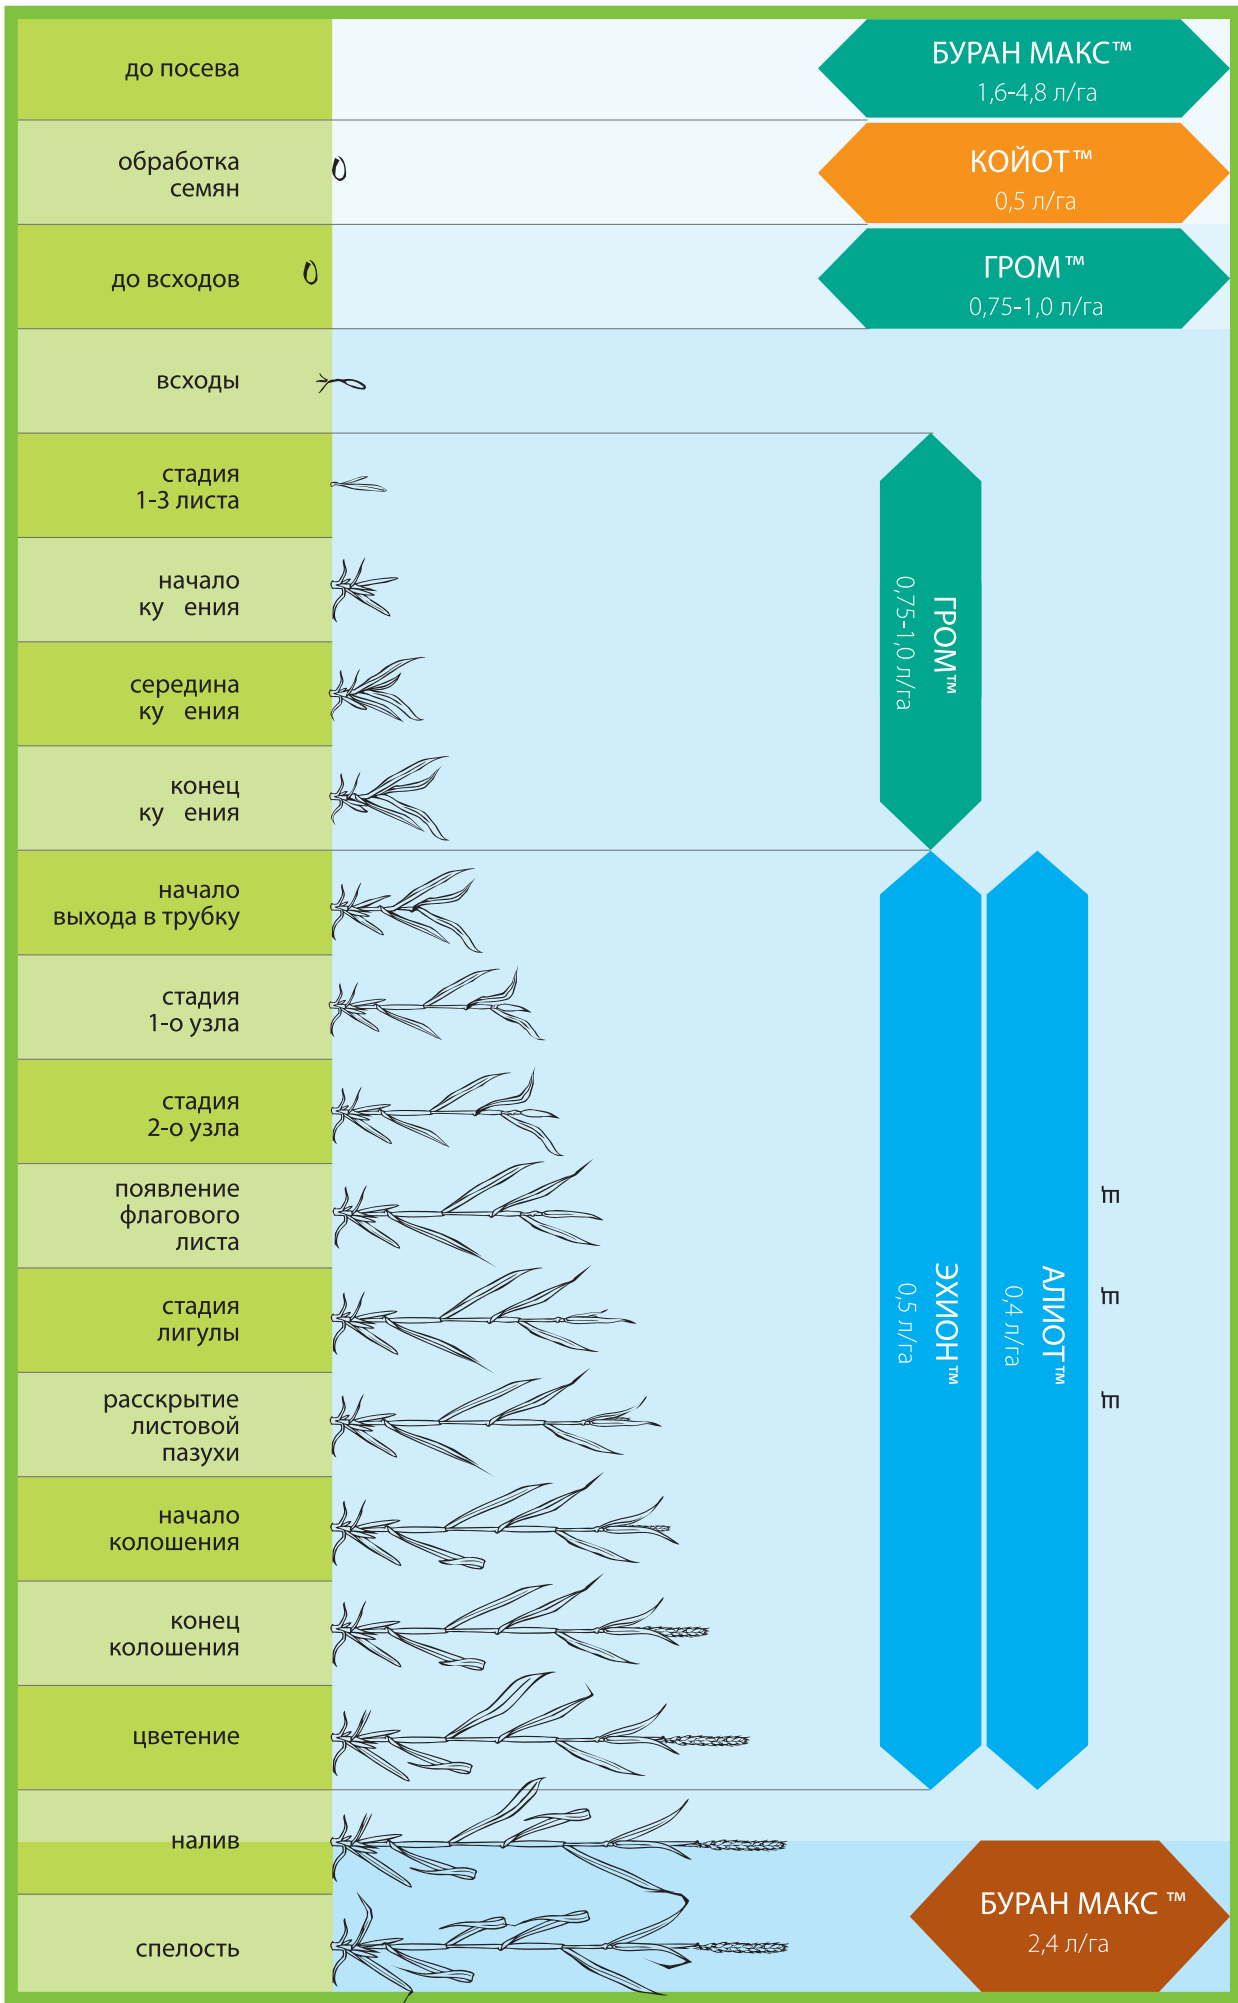 до посева
БУРАН МАКС™
1,6-4,8 л/га
обработка
семян
КОЙОТ™
0,5 л/га
до всходов
ГРОМ™
0,75-1,0 л/га
всходы
стадия
1-3 листа
начало
ку ения
середина
ку ения
конец
ку ения
ГРОМ™
0,75-1,0 л/га
начало
выхода в трубку
стадия
1-о узла
стадия
2-о узла
появление
флагового
листа
стадия
лигулы
расскрытие
листовой
пазухи
начало
колошения
конец
колошения
цветение
ЭХИОН™
0,5 л/га
АЛИОТ™
0,4 л/га
налив
спелость
БУРАН МАКС ™
2,4 л/га